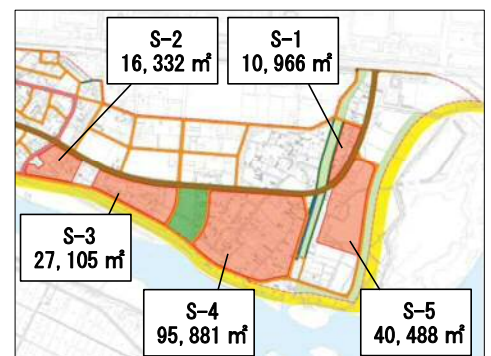 S-2
16,332 ㎡
S-1
10,966 ㎡
S-3
27,105 ㎡
S-4
95,881 ㎡
S-5
40,488 ㎡